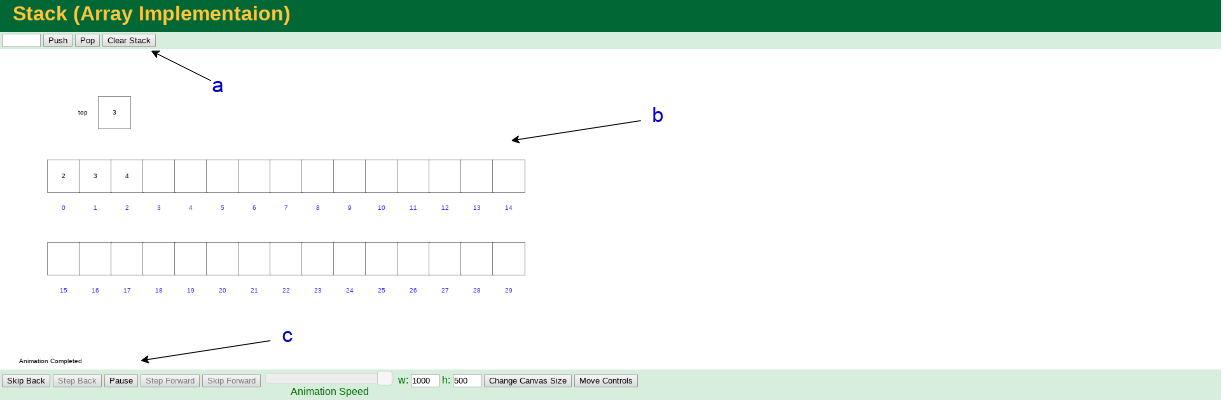 Stack (Array Implementaion)
Push Pop Clear Stack
a
top 3
b
2 3 4
0 1 2 3 4 5 6 7 8 9 10 11 12 13 14
15 16 17 18 19 20 21 22 23 24 25 26 27 28 29
c
Animation Completed
Skip Back Step Back Pause Step Forward Skip Forward w: 1000 h: 500 Change Canvas Size Move Controls
Animation Speed